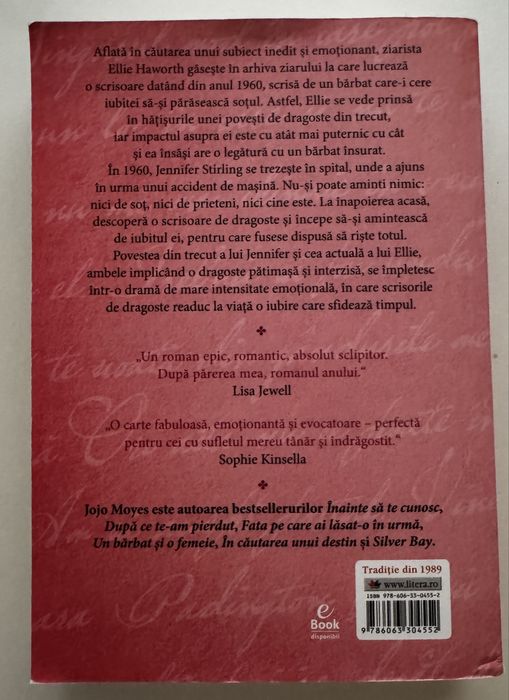 Aflată în căutarea unui subiect inedit și emoționant, ziarista
Ellie Haworth găsește în arhiva ziarului la care lucrează
o scrisoare datând din anul 1960, scrisă de un bărbat care-i cere
iubitei să-și părăsească soțul. Astfel, Ellie se vede prinsă
în hățișurile unei povești de dragoste din trecut,
iar impactul asupra ei este cu atât mai puternic cu cât
și ea însăși are o legătură cu un bărbat însurat.
În 1960, Jennifer Stirling se trezește în spital, unde a ajuns
în urma unui accident de mașină. Nu-și poate aminti nimic:
nici de soț, nici de prieteni, nici cine este. La înapoierea acasă,
descoperă o scrisoare de dragoste și începe să-și amintească
de iubitul ei, pentru care fusese dispusă să riște totul.
Povestea din trecut a lui Jennifer și cea actuală a lui Ellie,
ambele implicând o dragoste pătimașă și interzisă, se împletesc
într-o dramă de mare intensitate emoțională, în care scrisorile
de dragoste readuc la viață o iubire care sfidează timpul.
„Un roman epic, romantic, absolut sclipitor.
După părerea mea, romanul anului.“
Lisa Jewell
„O carte fabuloasă, emoționantă și evocatoare – perfectă
pentru cei cu sufletul mereu tânăr și îndrăgostit.“
Sophie Kinsella
Jojo Moyes este autoarea bestsellerurilor Înainte să te cunosc,
După ce te-am pierdut, Fata pe care ai lăsat-o în urmă,
Un bărbat și o femeie, În căutarea unui destin și Silver Bay.
Tradiție din 1989
www.litera.ro
ISBN 978-606-33-0455-2
9 786063 304552
e
Book
disponibil